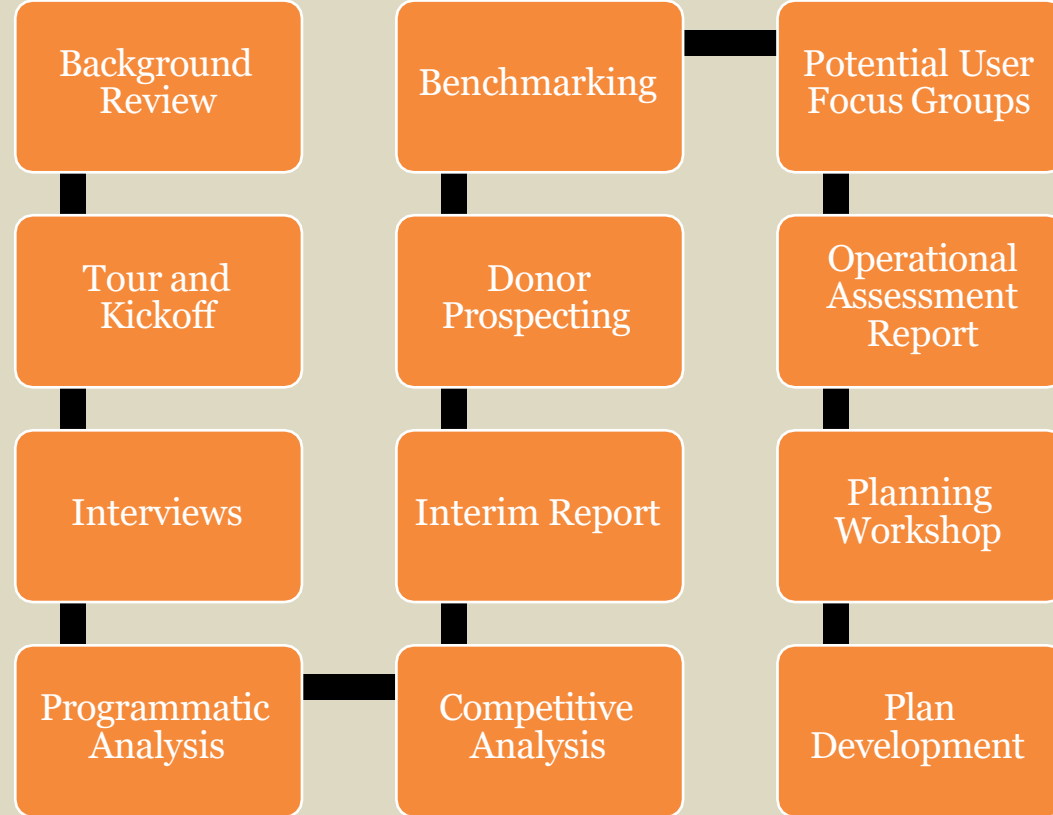 Background
Review
Tour and
Kickoff
Interviews
Programmatic
Analysis
Competitive
Analysis
Interim Report
Donor
Prospecting
Benchmarking
Potential User
Focus Groups
Operational
Assessment
Report
Planning
Workshop
Plan
Development